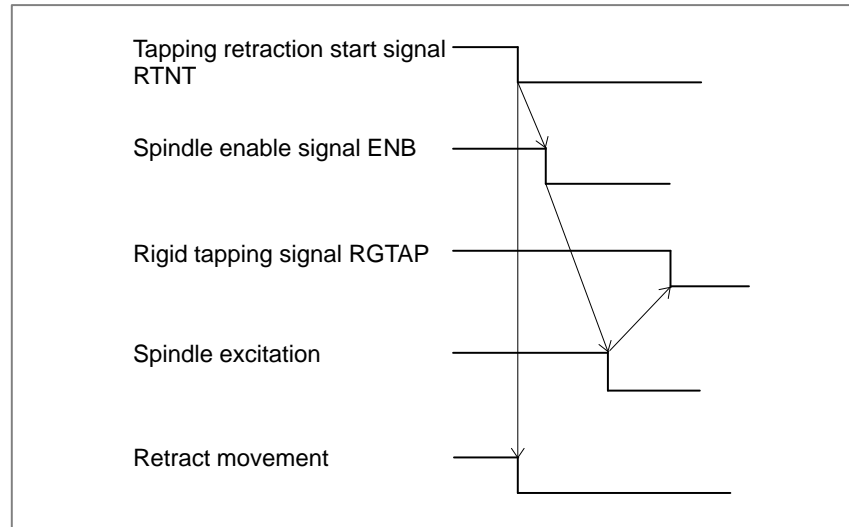 Tapping retraction start signal
RTNT
Spindle enable signal ENB
Rigid tapping signal RGTAP
Spindle excitation
Retract movement